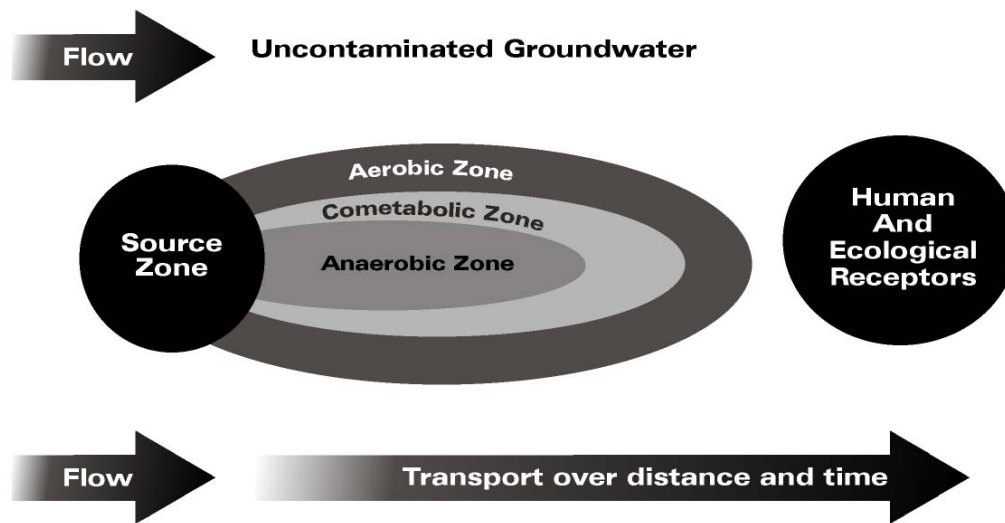 Flow
Uncontaminated Groundwater
Aerobic Zone
Cometabolic Zone
Anaerobic Zone
Source
Zone
Human
And
Ecological
Receptors
Flow
Transport over distance and time